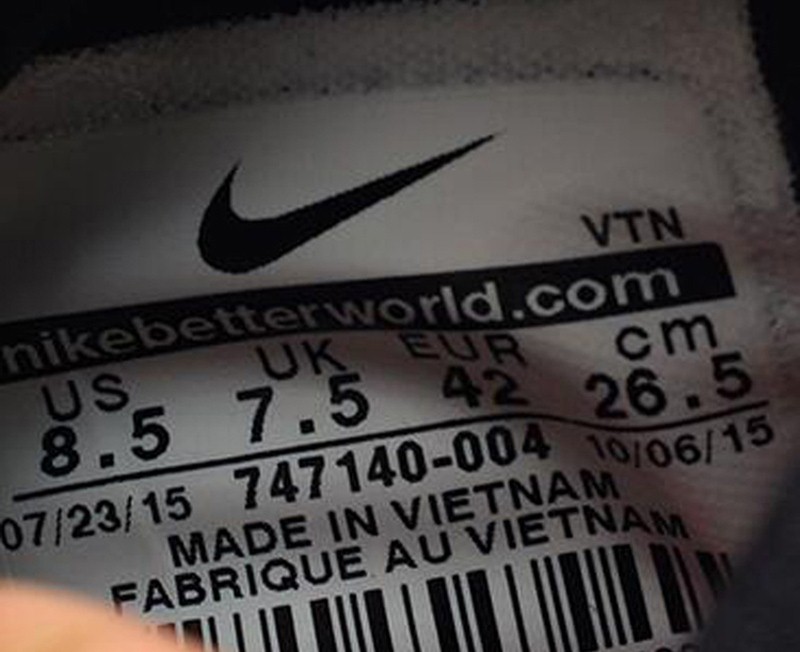 VTN
nikebetterworld.com
US UK EUR cm
8.5 7.5 42 26.5
07/23/15 747140-004 10/06/15
MADE IN VIETNAM
FABRIQUE AU VIETNAM